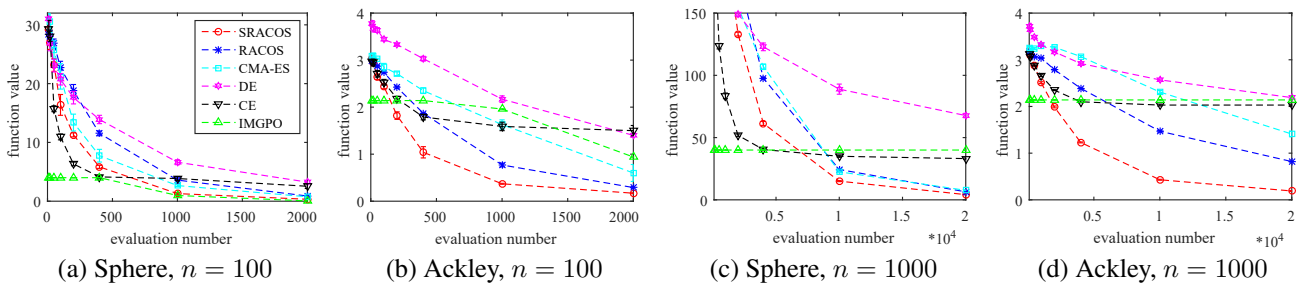 30
20
10
0
function value
0
500
1000
1500
2000
evaluation number
SRACOS
RACOS
CMA-ES
DE
CE
IMGPO
(a) Sphere, n = 100
4
3
2
1
0
function value
0
500
1000
1500
2000
evaluation number
(b) Ackley, n = 100
150
100
50
0
function value
0.5
1
1.5
2
evaluation number
*10^4
(c) Sphere, n = 1000
4
3
2
1
0
function value
0.5
1
1.5
2
evaluation number
*10^4
(d) Ackley, n = 1000